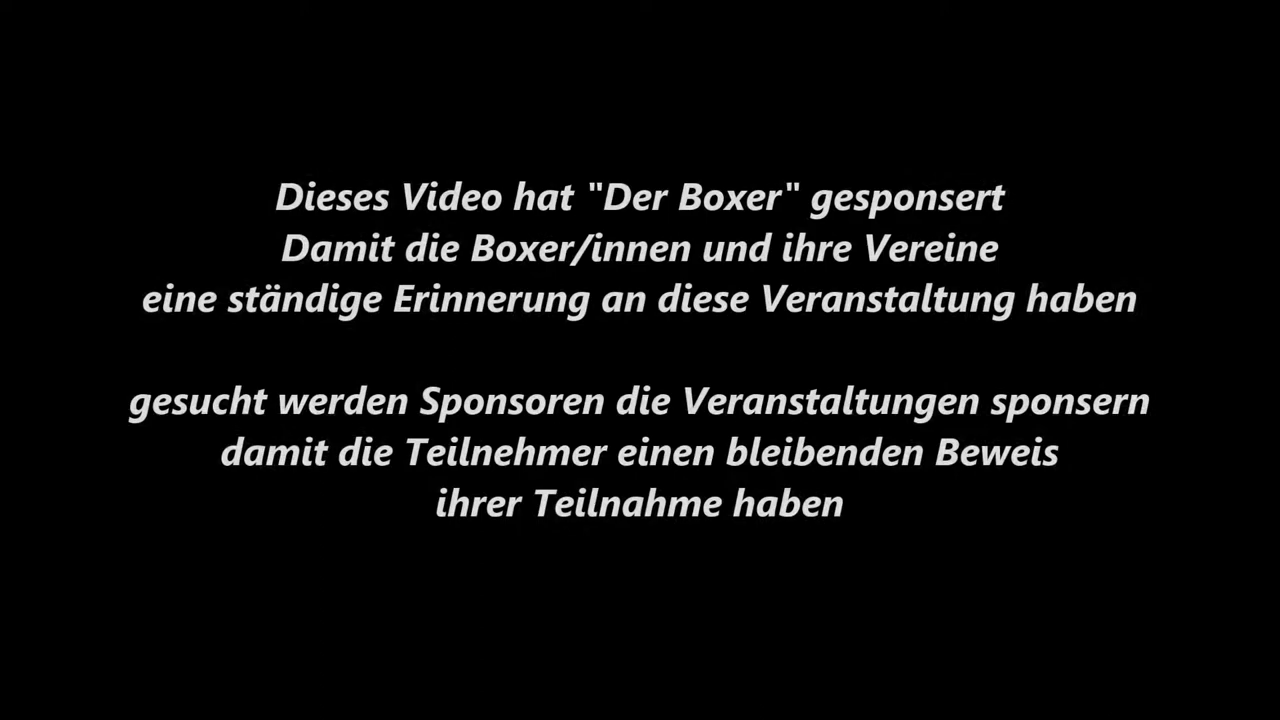 Dieses Video hat "Der Boxer" gesponsert
Damit die Boxer/innen und ihre Vereine
eine ständige Erinnerung an diese Veranstaltung haben
gesucht werden Sponsoren die Veranstaltungen sponsern
damit die Teilnehmer einen bleibenden Beweis
ihrer Teilnahme haben